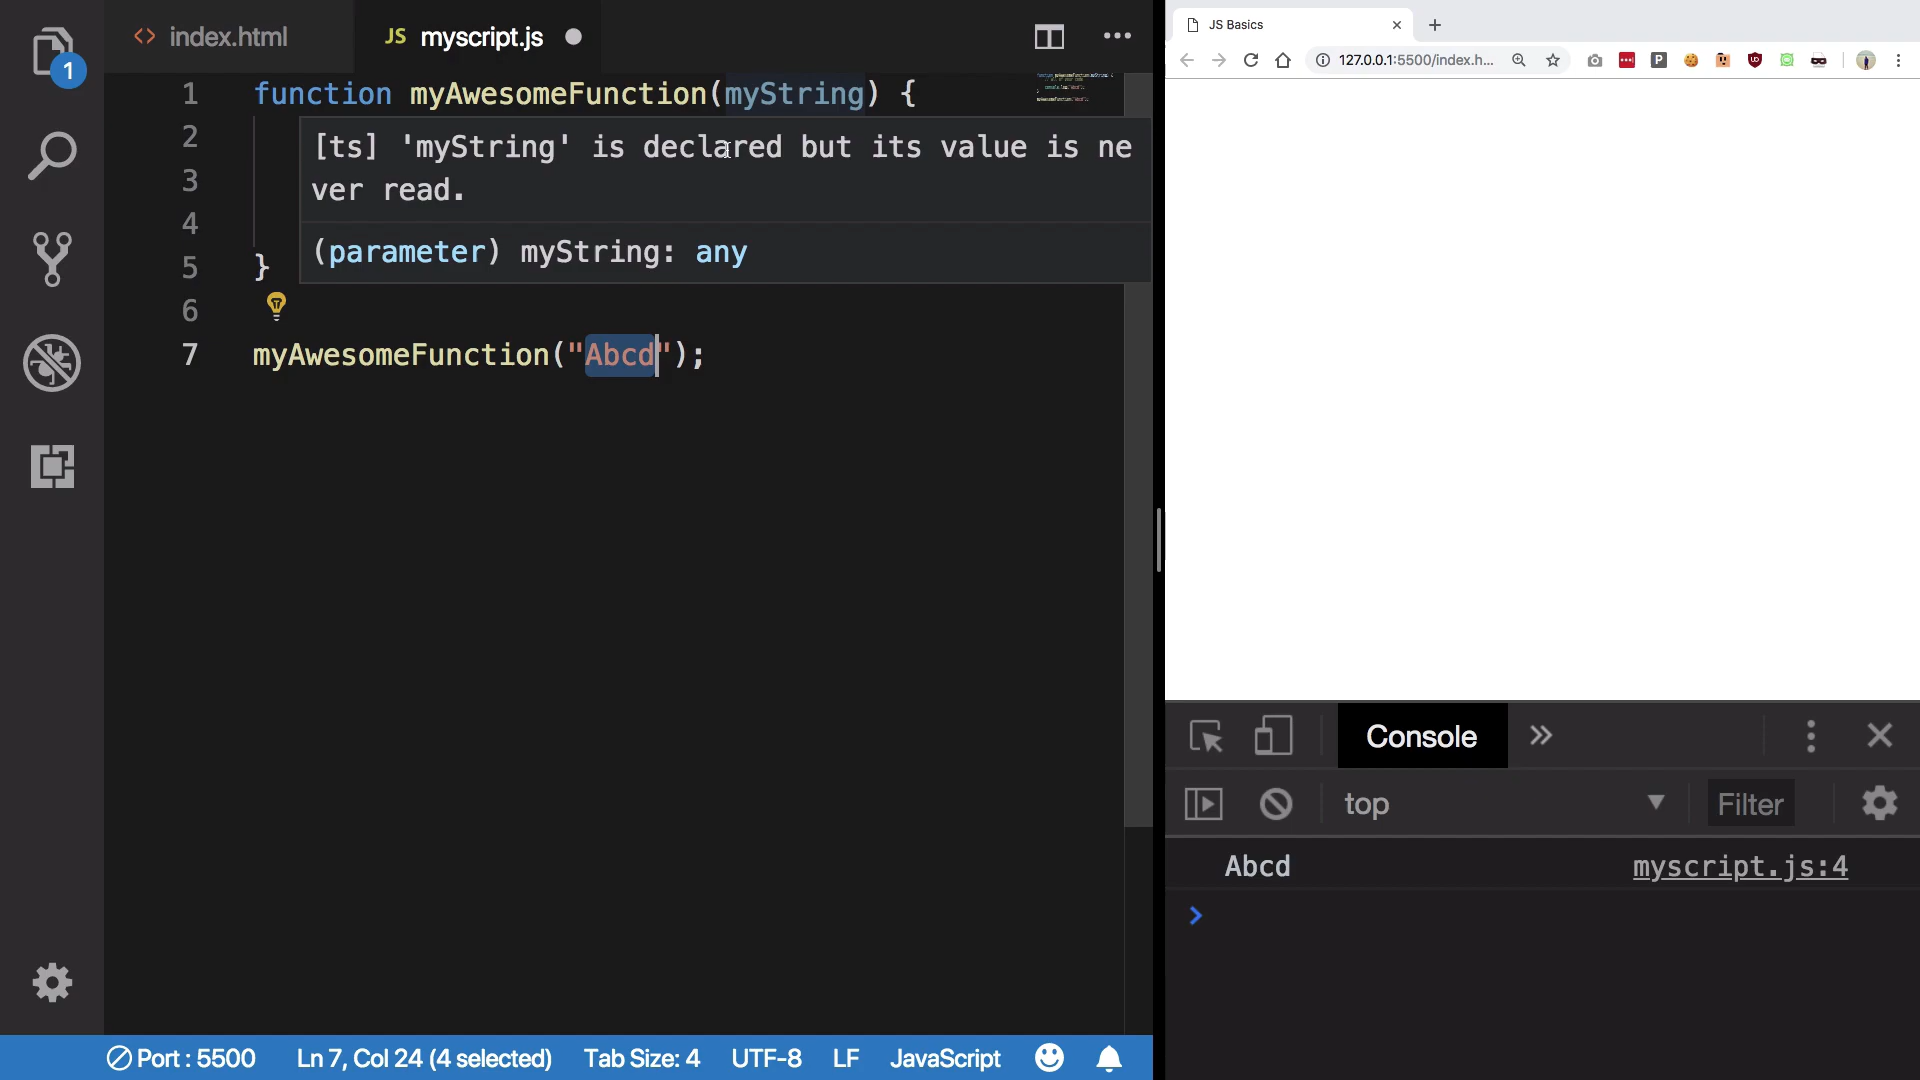 index.html
JS myscript.js
1 function myAwesomeFunction(myString) {
2
[ts] 'myString' is declared but its value is ne
ver read.
3
4
(parameter) myString: any
5 }
6
7 myAwesomeFunction("Abcd");
1
Port : 5500 Ln 7, Col 24 (4 selected) Tab Size: 4 UTF-8 LF JavaScript
JS Basics
127.0.0.1:5500/index.h...
Console
top
Filter
Abcd myscript.js:4